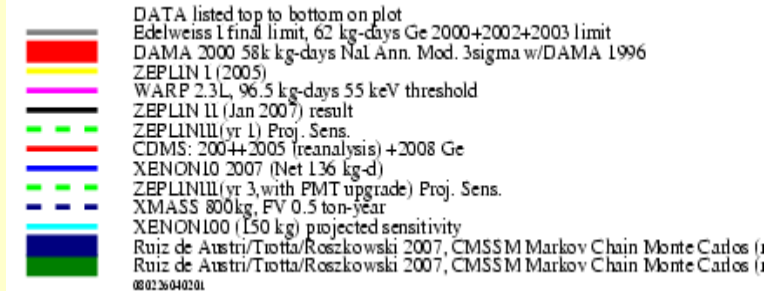 DATA listed top to bottom on plot
Edelweiss I final limit, 62 kg-days Ge 2000+2002+2003 limit
DAMA 2000 58k kg-days NaI Ann. Mod. 3sigma w/DAMA 1996
ZEPLIN I (2005)
WARP 2.3L, 96.5 kg-days 55 keV threshold
ZEPLIN II (Jan 2007) result
ZEPLINIII(yr 1) Proj. Sens.
CDMS: 2004+2005 (reanalysis) +2008 Ge
XENON10 2007 (Net 136 kg-d)
ZEPLINIII(yr 3,with PMT upgrade) Proj. Sens.
XMASS 800kg, FV 0.5 ton-year
XENON100 (150 kg) projected sensitivity
Ruiz de Austri/Trotta/Roszkowski 2007, CMSSM Markov Chain Monte Carlos (
Ruiz de Austri/Trotta/Roszkowski 2007, CMSSM Markov Chain Monte Carlos (
080226040201